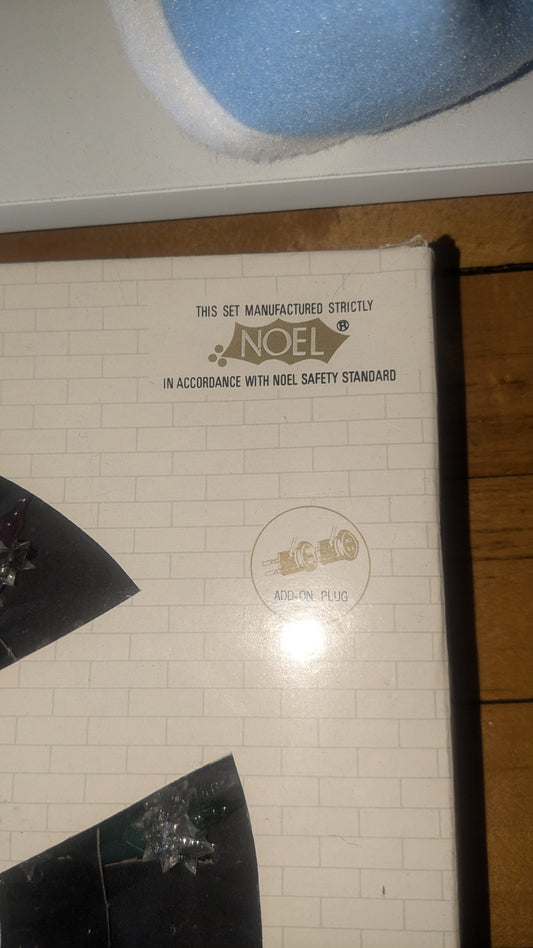 THIS SET MANUFACTURED STRICTLY
NOEL®
IN ACCORDANCE WITH NOEL SAFETY STANDARD
ADD-ON PLUG